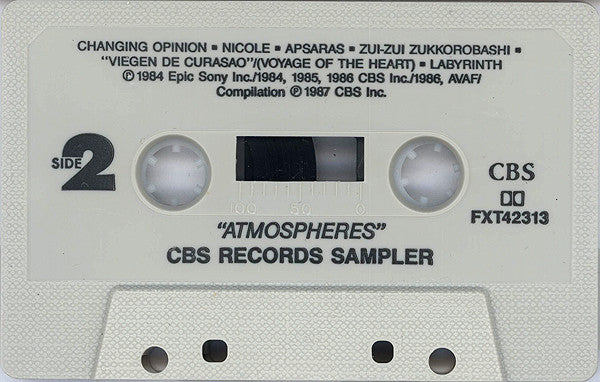 CHANGING OPINION ▪ NICOLE ▪ APSARAS ▪ ZUI-ZUI ZUKKOROBASHI ▪
"VIEGEN DE CURASAO"/(VOYAGE OF THE HEART) ▪ LABYRINTH
℗ 1984 Epic Sony Inc./1984, 1985, 1986 CBS Inc./1986, AVAF/
Compilation ℗ 1987 CBS Inc.
SIDE 2
CBS
FXT42313
100 50 0
"ATMOSPHERES"
CBS RECORDS SAMPLER